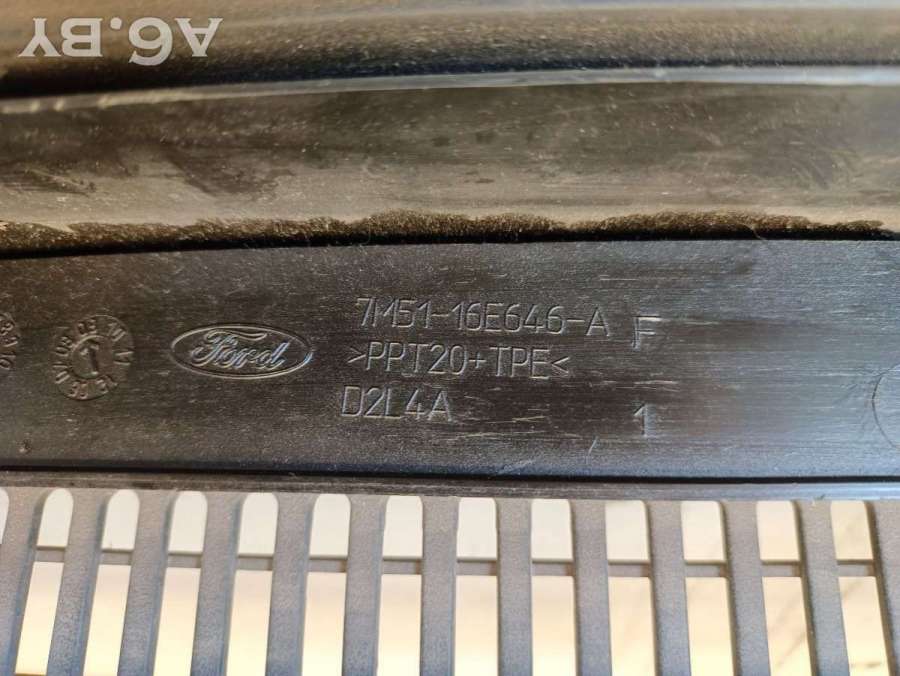 A6.BY
7M51-16E646-A F
Ford
>PPT20+TPE<
D2L4A 1